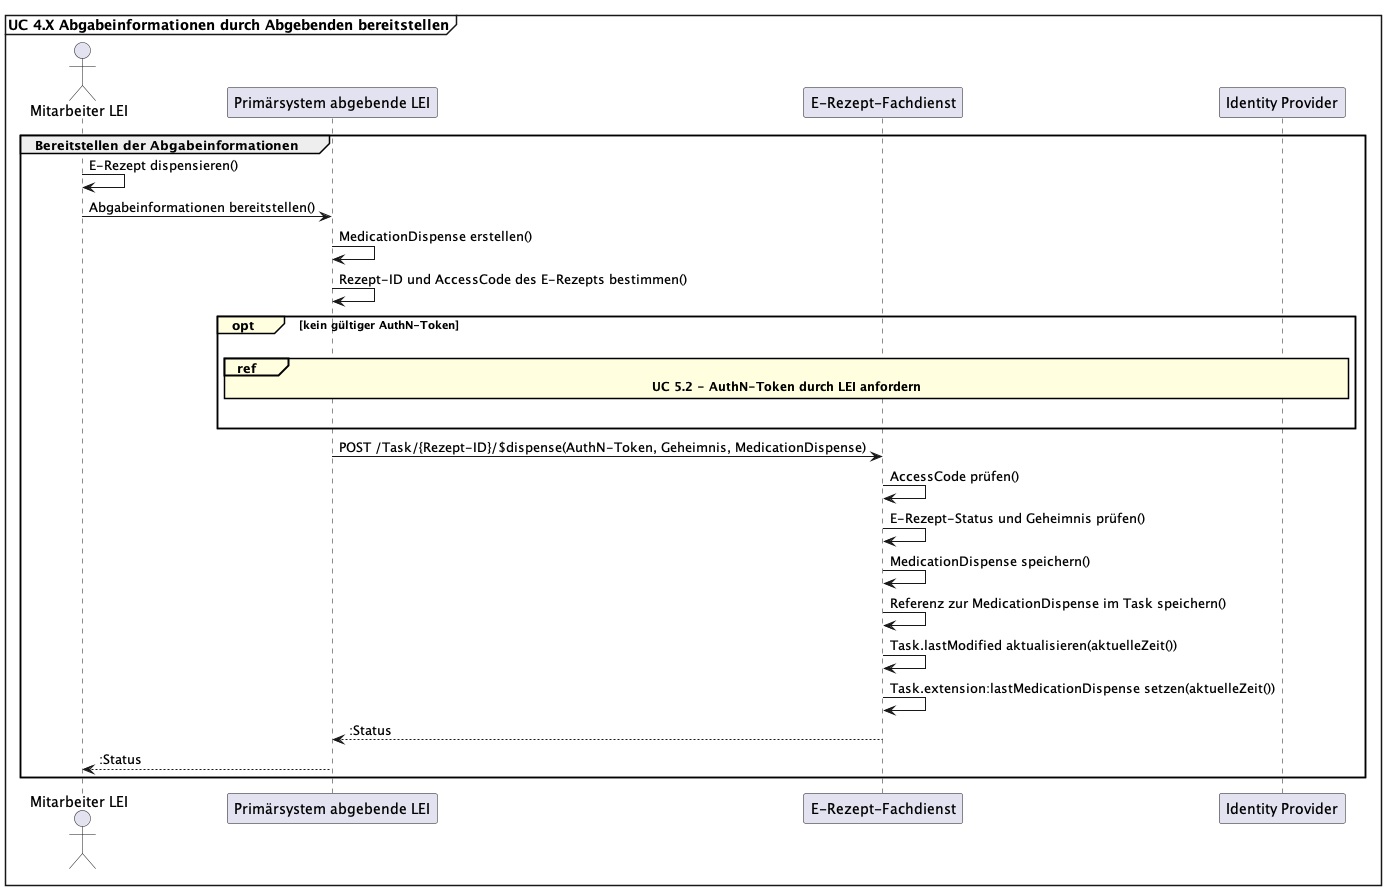 UC 4.X Abgabeinformationen durch Abgebenden bereitstellen
Mitarbeiter LEI
Primärsystem abgebende LEI
E-Rezept-Fachdienst
Identity Provider
Bereitstellen der Abgabeinformationen
E-Rezept dispensieren()
Abgabeinformationen bereitstellen()
MedicationDispense erstellen()
Rezept-ID und AccessCode des E-Rezepts bestimmen()
opt [kein gültiger AuthN-Token]
ref
UC 5.2 - AuthN-Token durch LEI anfordern
POST /Task/{Rezept-ID}/$dispense(AuthN-Token, Geheimnis, MedicationDispense)
AccessCode prüfen()
E-Rezept-Status und Geheimnis prüfen()
MedicationDispense speichern()
Referenz zur MedicationDispense im Task speichern()
Task.lastModified aktualisieren(aktuelleZeit())
Task.extension:lastMedicationDispense setzen(aktuelleZeit())
:Status
:Status
Mitarbeiter LEI
Primärsystem abgebende LEI
E-Rezept-Fachdienst
Identity Provider